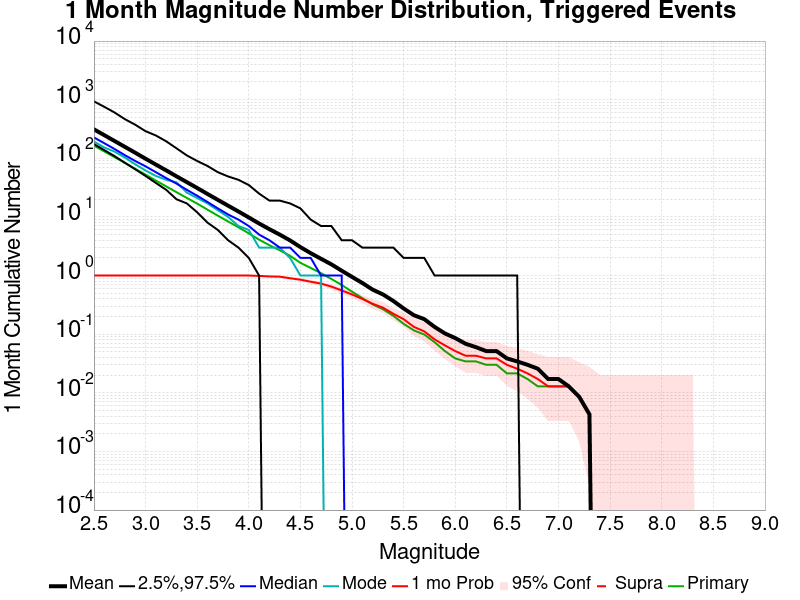 1 Month Magnitude Number Distribution, Triggered Events
10 4
10 3
10 2
10 1
10 0
10 -1
10 -2
10 -3
10 -4
1 Month Cumulative Number
2.5 3.0 3.5 4.0 4.5 5.0 5.5 6.0 6.5 7.0 7.5 8.0 8.5 9.0
Magnitude
Mean 2.5%,97.5% Median Mode 1 mo Prob 95% Conf Supra Primary